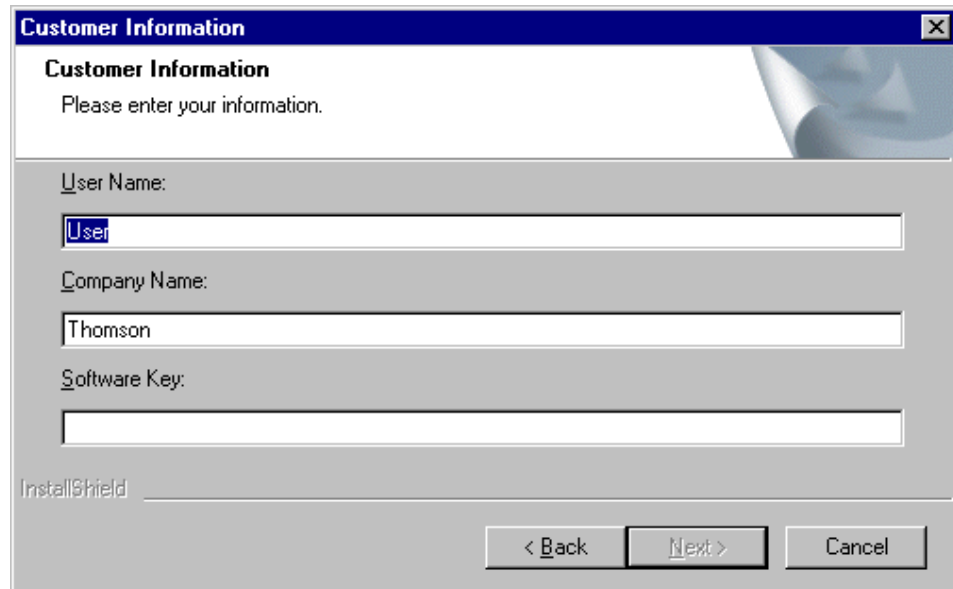 Customer Information
Customer Information
Please enter your information.
User Name:
User
Company Name:
Thomson
Software Key:
InstallShield
< Back Next > Cancel